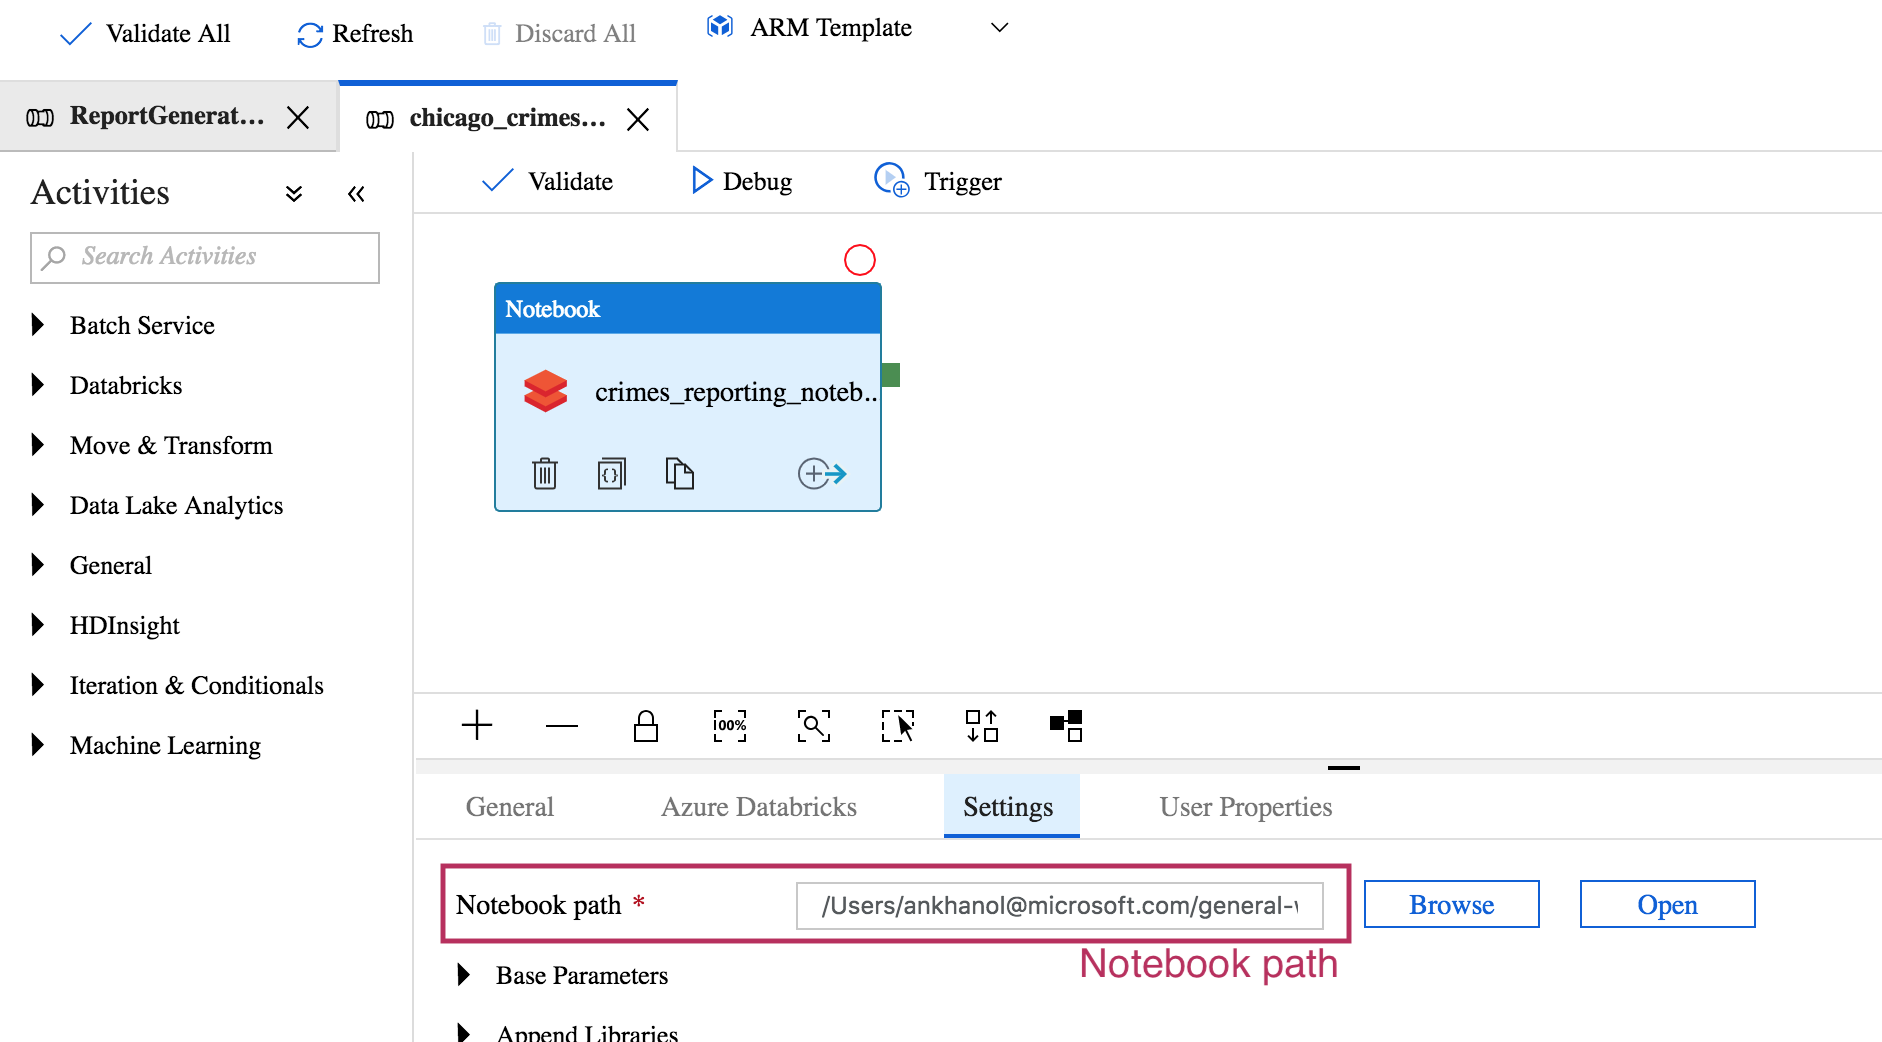 Validate All
Refresh
Discard All
ARM Template
ReportGenerat...
chicago_crimes...
Activities
Validate
Debug
Trigger
Search Activities
Batch Service
Databricks
Move & Transform
Data Lake Analytics
General
HDInsight
Iteration & Conditionals
Machine Learning
Notebook
crimes_reporting_noteb..
{}
00%
General
Azure Databricks
Settings
User Properties
Notebook path *
/Users/ankhanol@microsoft.com/general-
Browse
Open
Notebook path
Base Parameters
Append Libraries